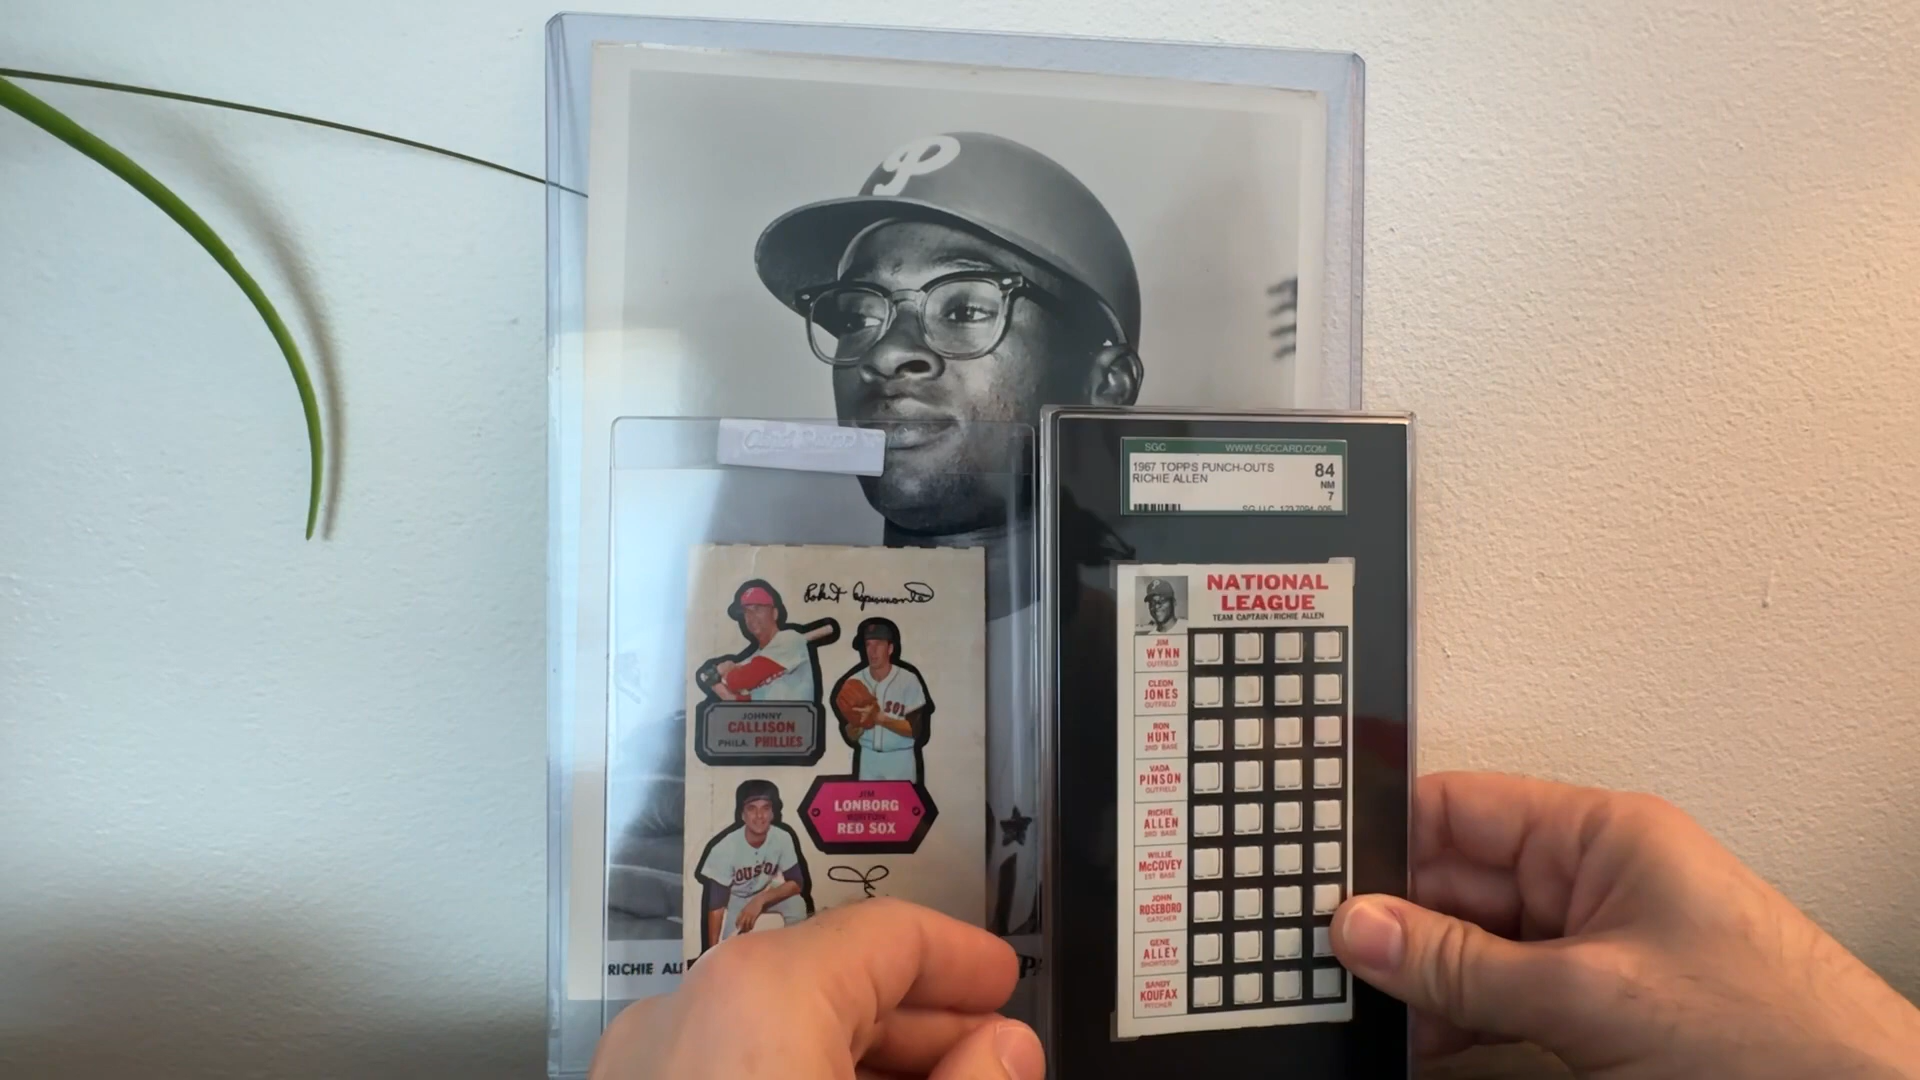 P
SGC WWW.SGCCARD.COM
1967 TOPPS PUNCH-OUTS 84
RICHIE ALLEN NM
7
NATIONAL
LEAGUE
TEAM CAPTAIN / RICHIE ALLEN
JIM
WYNN
OUTFIELD
CLEON
JONES
OUTFIELD
RON
HUNT
2ND BASE
VADA
PINSON
OUTFIELD
RICHIE
ALLEN
3RD BASE
WILLIE
McCOVEY
1ST BASE
JOHN
ROSEBORO
CATCHER
GENE
ALLEY
SHORTSTOP
SANDY
KOUFAX
PITCHER
JOHNNY
CALLISON
PHILA. PHILLIES
SOX
JIM
LONBORG
BOSTON
RED SOX
RICHIE